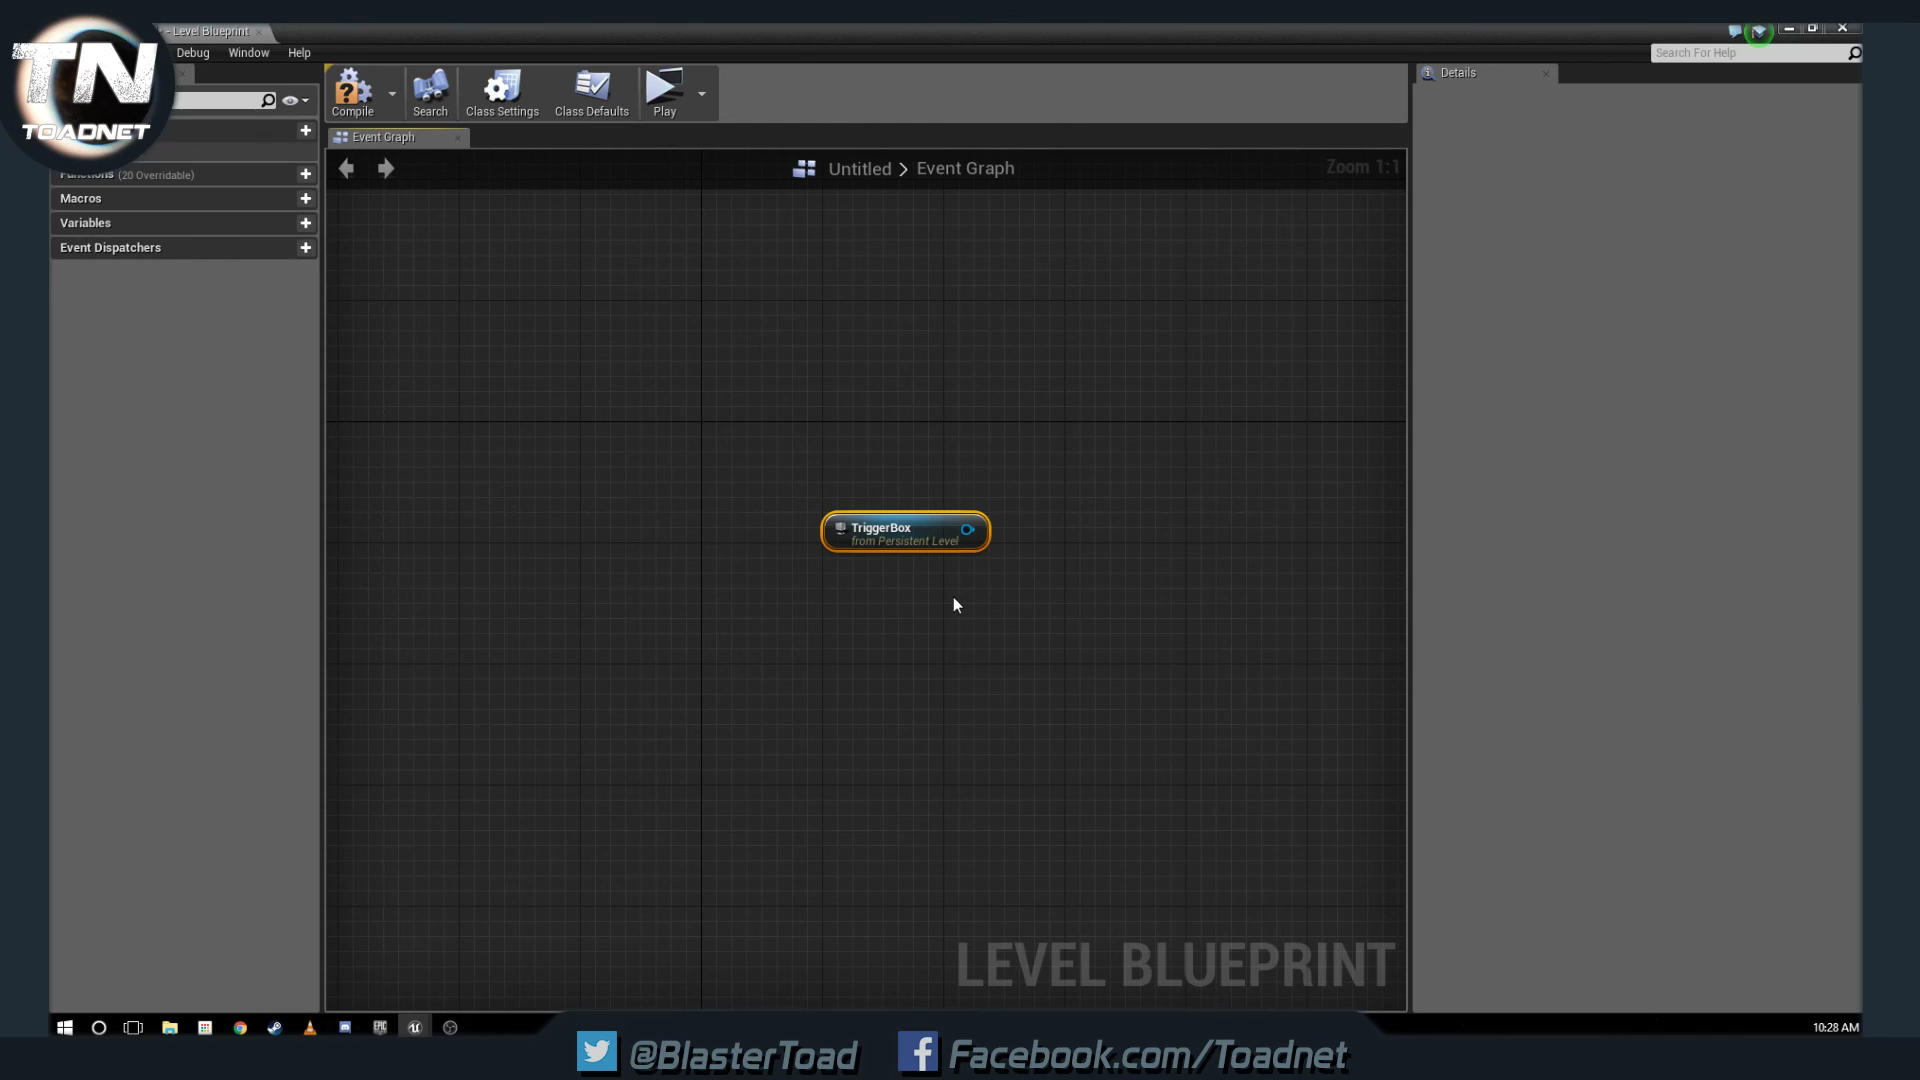 - Level Blueprint
Debug Window Help
Search For Help
TN
TOADNET
Compile
Search
Class Settings
Class Defaults
Play
Details
Event Graph
Untitled > Event Graph
Zoom 1:1
Functions (20 Overridable)
Macros
Variables
Event Dispatchers
TriggerBox
from Persistent Level
LEVEL BLUEPRINT
EPIC
10:28 AM
@BlasterToad
Facebook.com/Toadnet